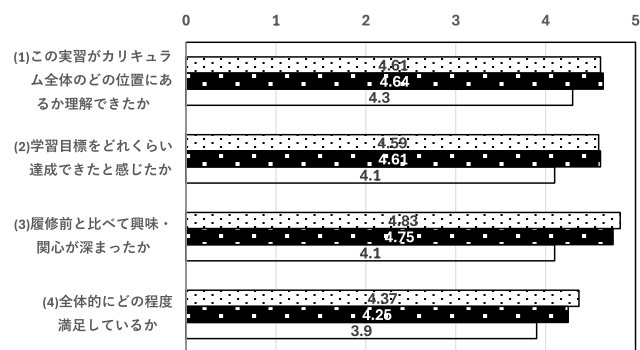 0 1 2 3 4 5
(1)この実習がカリキュラ
ム全体のどの位置にあ
るか理解できたか
4.61
4.64
4.3
(2)学習目標をどれくらい
達成できたと感じたか
4.59
4.61
4.1
(3)履修前と比べて興味・
関心が深まったか
4.83
4.75
4.1
(4)全体的にどの程度
満足しているか
4.37
4.26
3.9